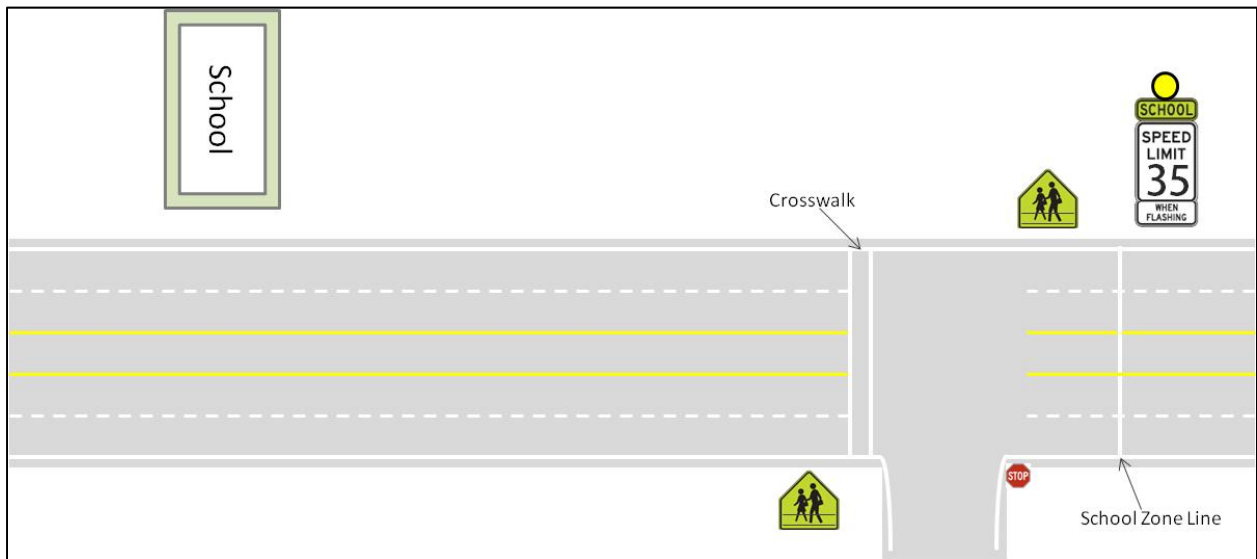 School
SCHOOL
SPEED
LIMIT
35
WHEN
FLASHING
Crosswalk
STOP
School Zone Line